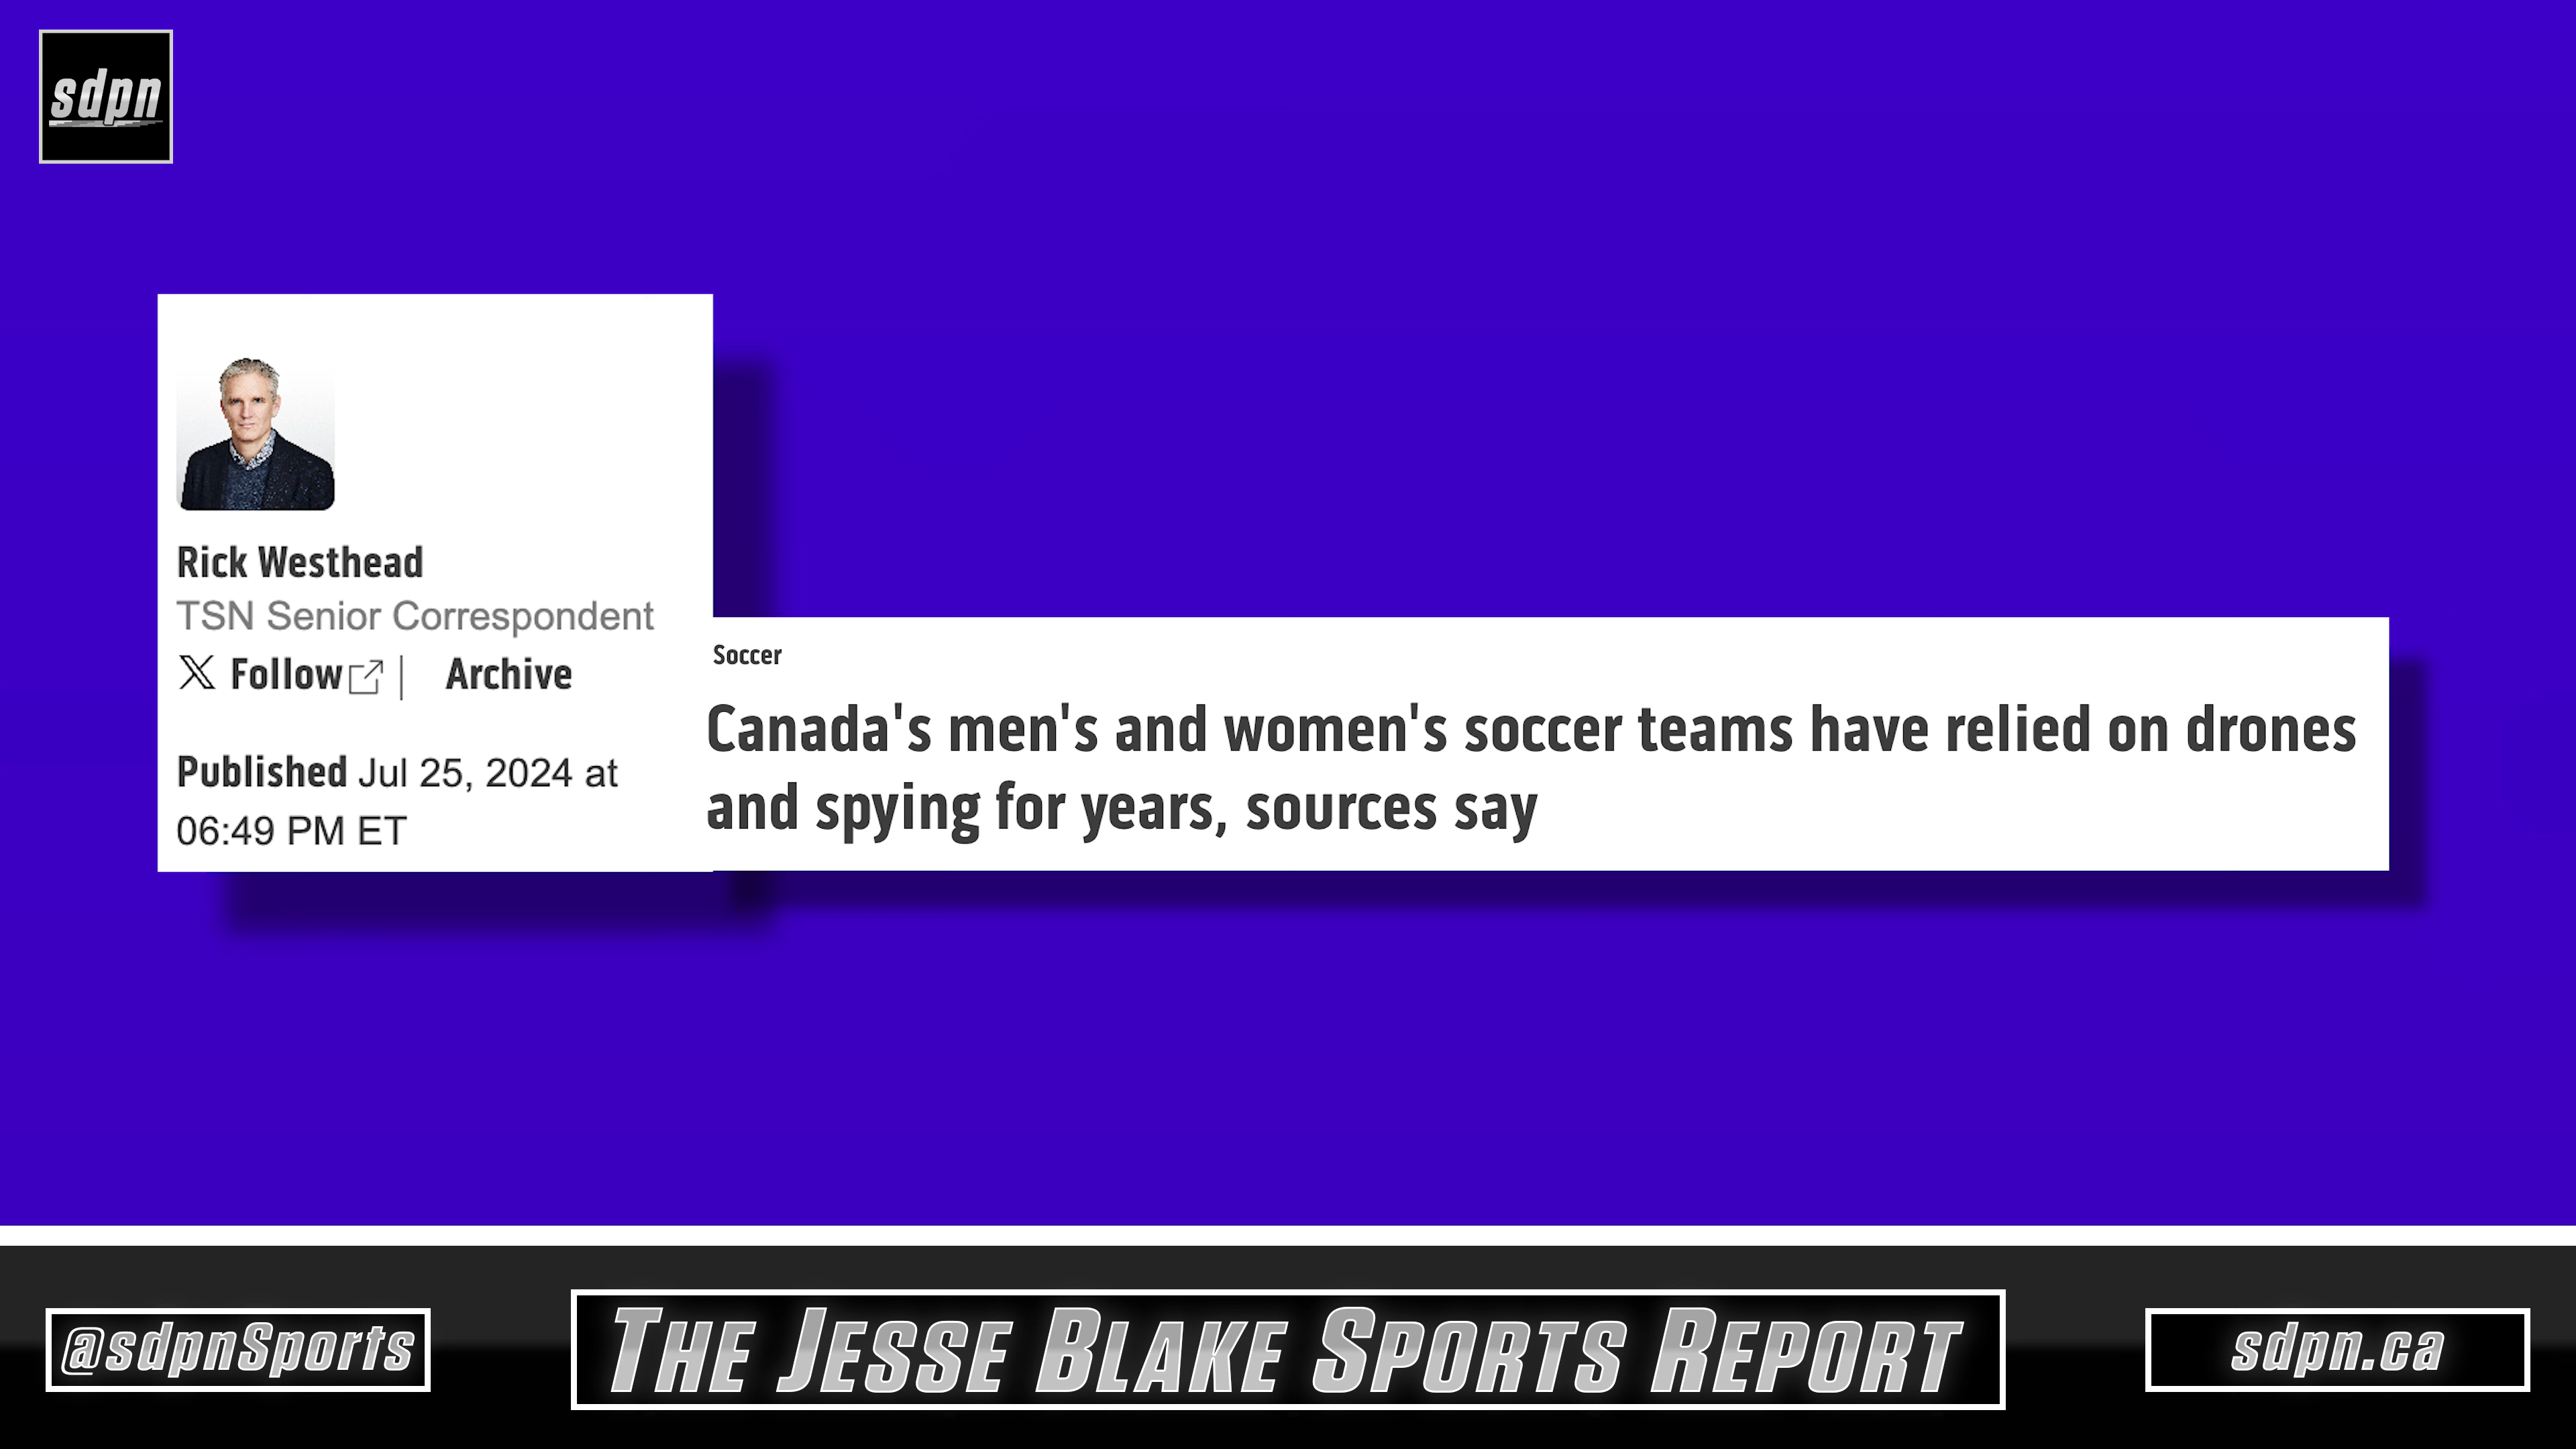 sdpn
Rick Westhead
TSN Senior Correspondent
X Follow | Archive
Published Jul 25, 2024 at
06:49 PM ET
Soccer
Canada's men's and women's soccer teams have relied on drones
and spying for years, sources say
@sdpnSports
THE JESSE BLAKE SPORTS REPORT
sdpn.ca